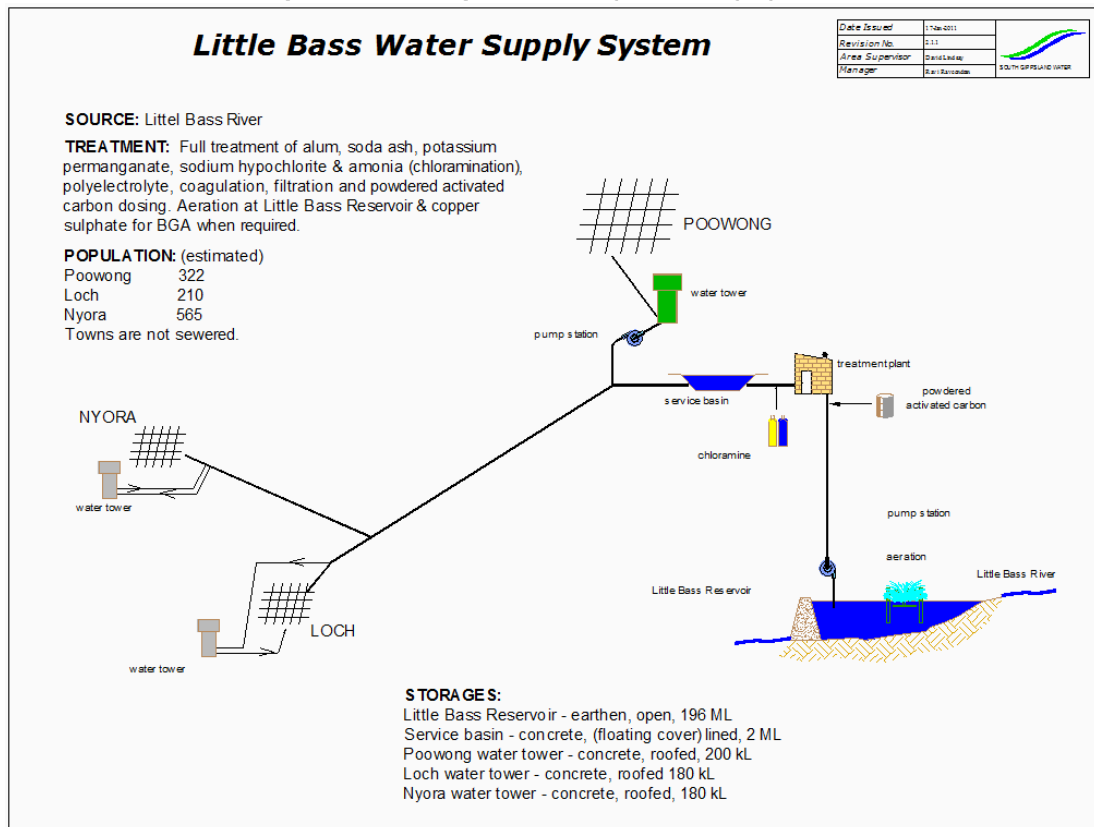 Little Bass Water Supply System
Date Issued
Revision No. 2.1.1
Area Supervisor David Lindsay
Manager
SOUTH GIPPSLAND WATER
SOURCE: Littel Bass River
TREATMENT: Full treatment of alum, soda ash, potassium
permanganate, sodium hypochlorite & amonia (chloramination),
polyelectrolyte, coagulation, filtration and powdered activated
carbon dosing. Aeration at Little Bass Reservoir & copper
sulphate for BGA when required.
POPULATION: (estimated)
Poowong 322
Loch 210
Nyora 565
Towns are not sewered.
POOWONG
water tower
pump station
treatment plant
service basin
powdered
activated carbon
chloramine
NYORA
water tower
pump station
aeration
Little Bass River
Little Bass Reservoir
LOCH
water tower
STORAGES:
Little Bass Reservoir - earthen, open, 196 ML
Service basin - concrete, (floating cover) lined, 2 ML
Poowong water tower - concrete, roofed, 200 kL
Loch water tower - concrete, roofed 180 kL
Nyora water tower - concrete, roofed, 180 kL